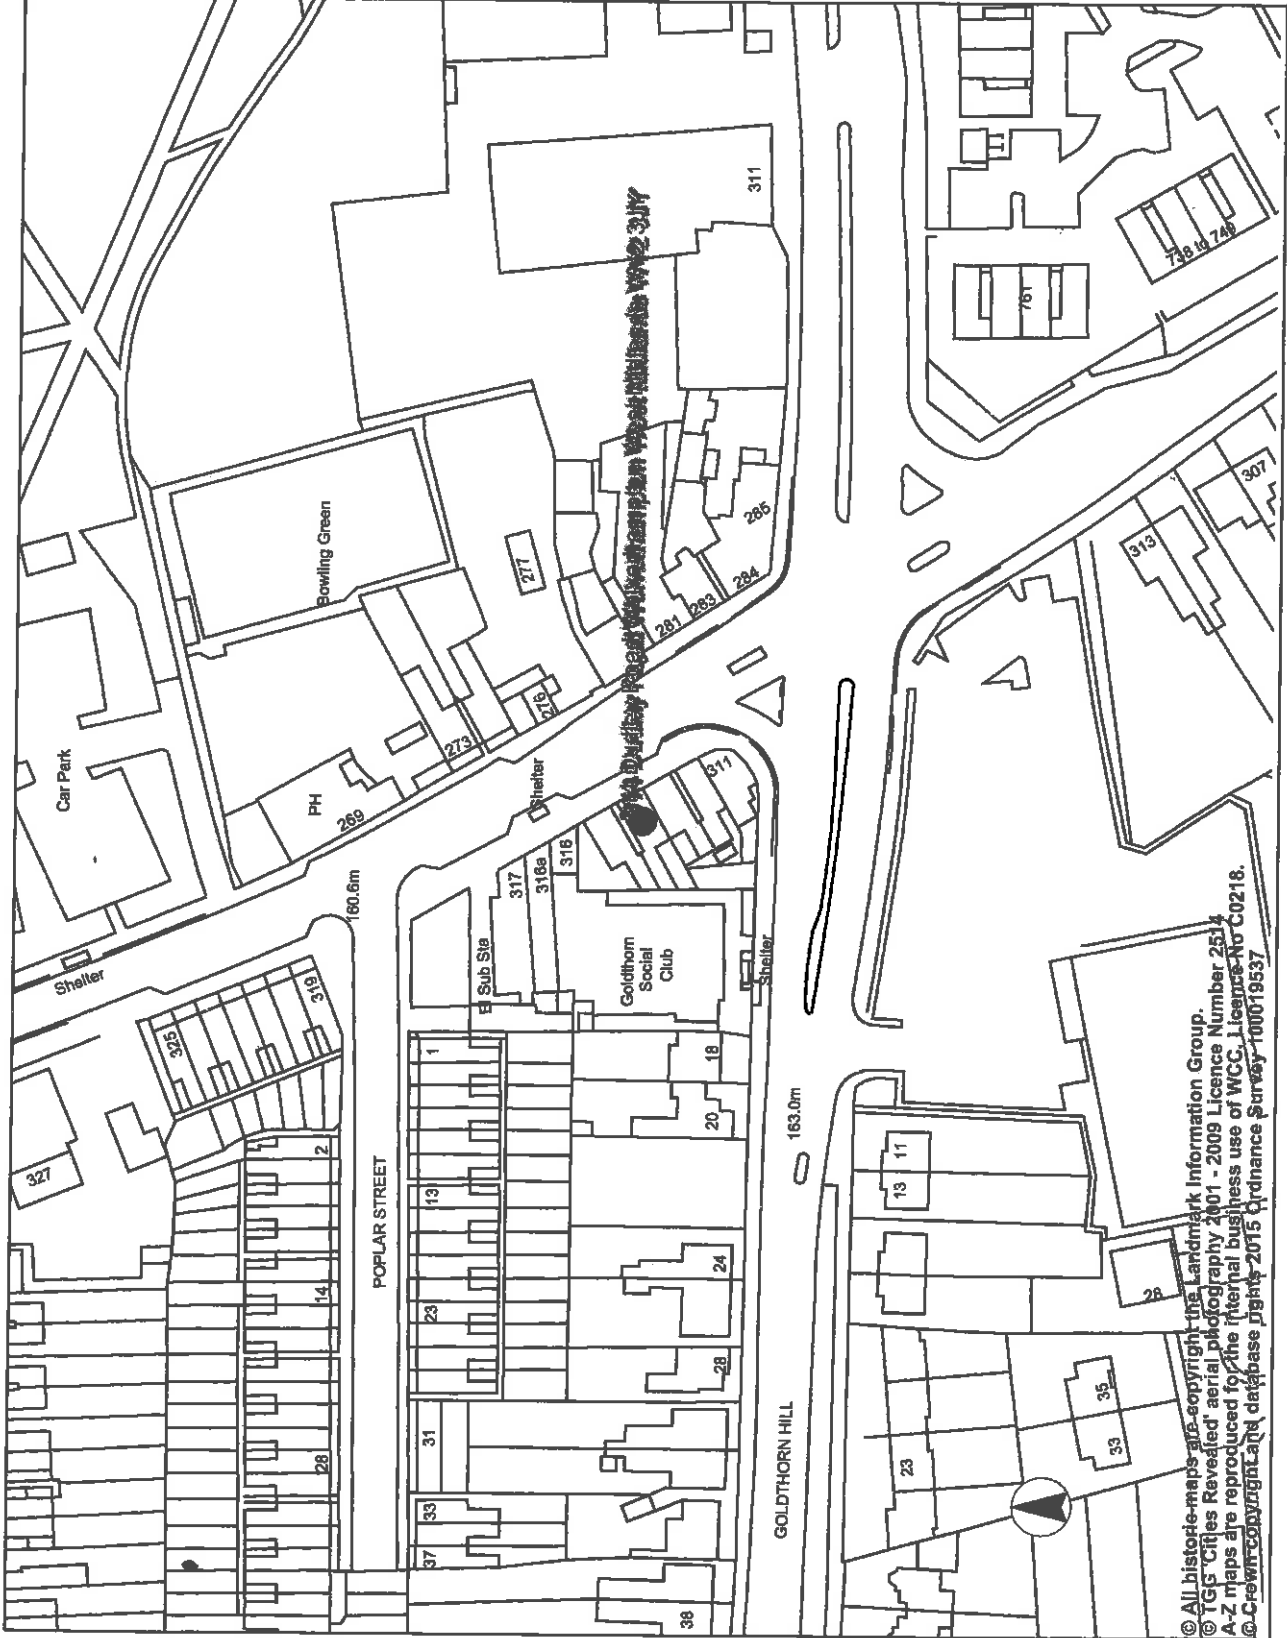 Car Park
Bowling Green
PH
269
273
276
277
281
283
284
285
311
Shelter
160.6m
Shelter
325
319
327
317
316a
316
311
El Sub Sta
Goldthorn
Social
Club
Shelter
POPLAR STREET
2
14
28
1
13
23
31
33
37
18
20
24
28
38
163.0m
GOLDTHORN HILL
11
13
23
26
35
33
761
738 to 749
313
307
© All historic maps are copyright the Landmark Information Group.
© TGG 'Cities Revealed' aerial photography 2001 - 2009 Licence Number 2514
A-Z maps are reproduced for the internal business use of WCC, Licence No C0218.
© Crown copyright and database rights 2015 Ordnance Survey 100019537